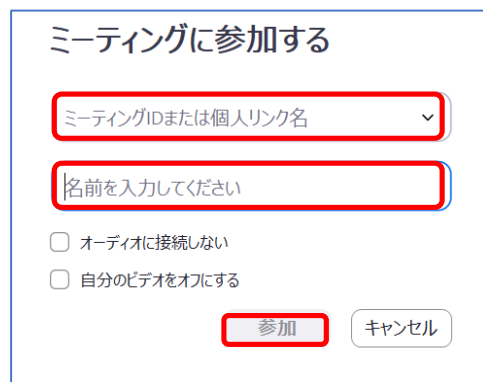 ミーティングに参加する
ミーティングIDまたは個人リンク名
名前を入力してください
オーディオに接続しない
自分のビデオをオフにする
参加
キャンセル